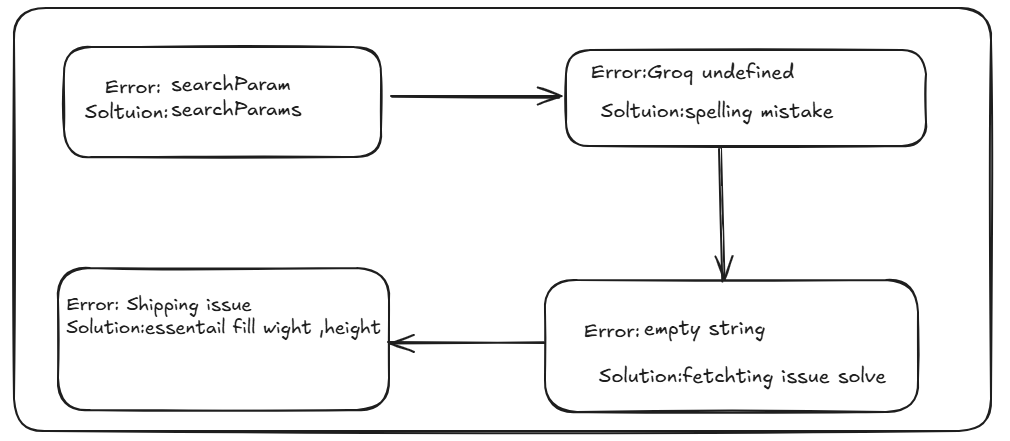 Error: searchParam
Soltuion:searchParams
Error:Groq undefined
Soltuion:spelling mistake
Error: empty string
Solution:fetchting issue solve
Error: Shipping issue
Solution:essentail fill wight ,height